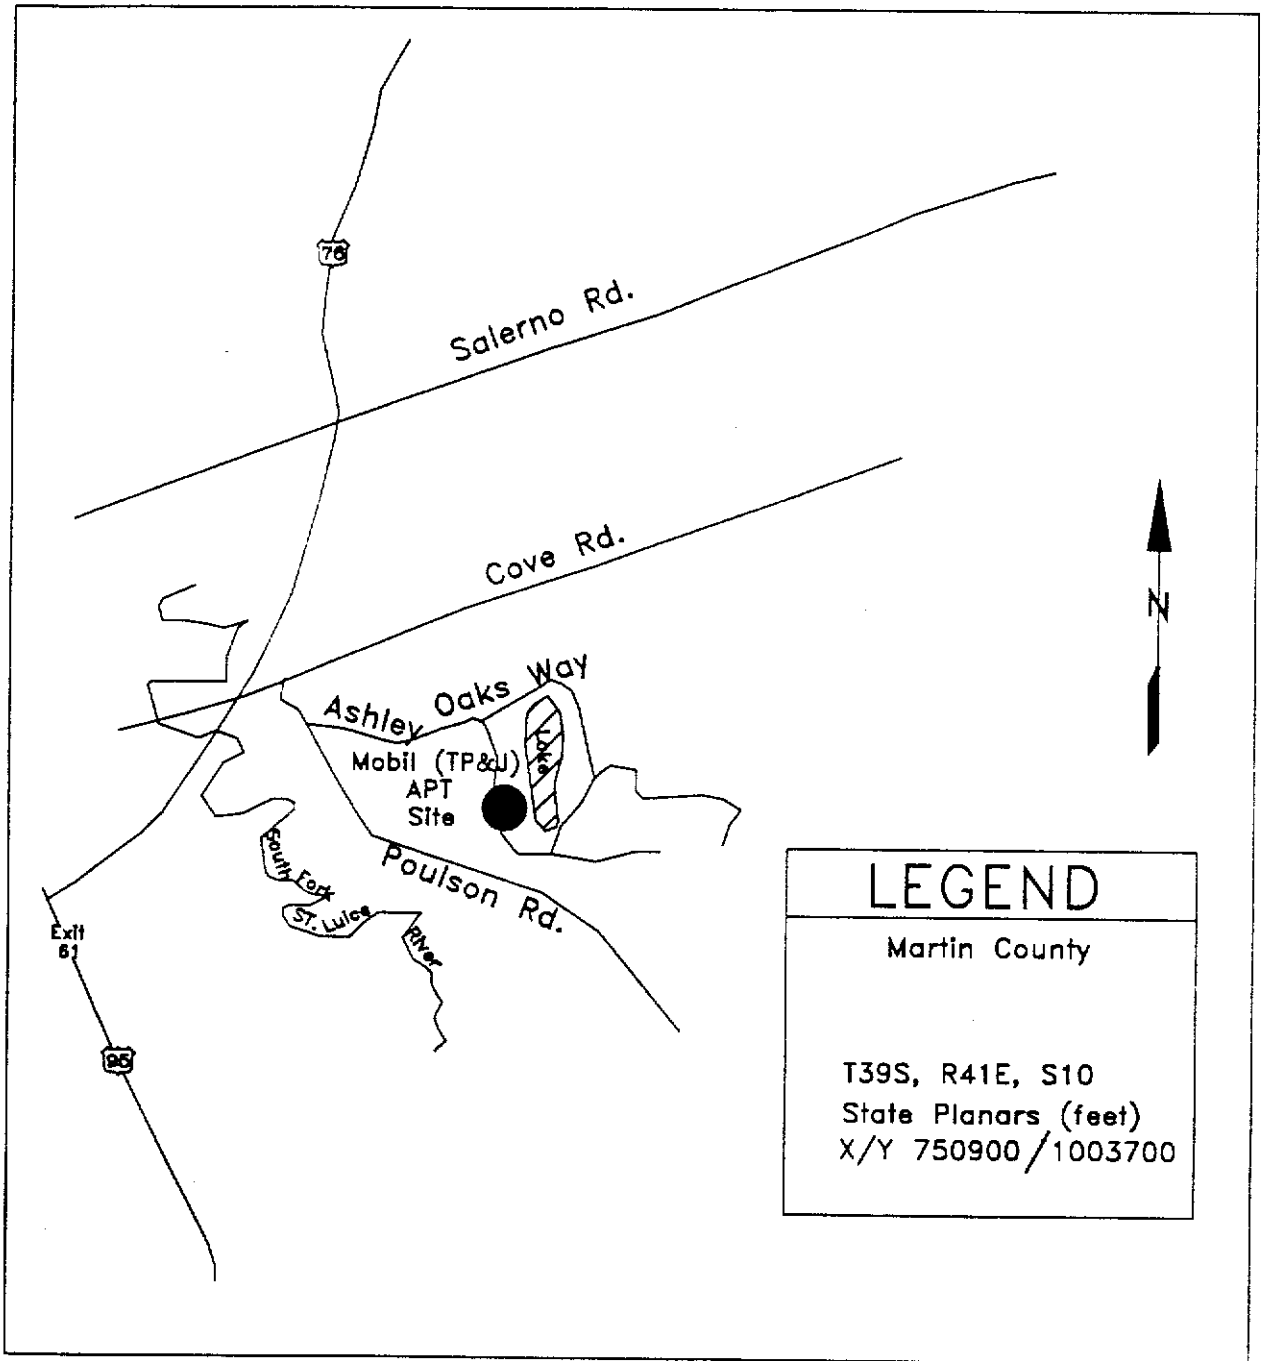 76
Salerno Rd.
Cove Rd.
Ashley Oaks Way
Lake
Mobil (TP&J)
APT
Site
Poulson Rd.
South Fork
ST. Luice
River
Exit
61
95
N
LEGEND
Martin County
T39S, R41E, S10
State Planars (feet)
X/Y 750900/1003700